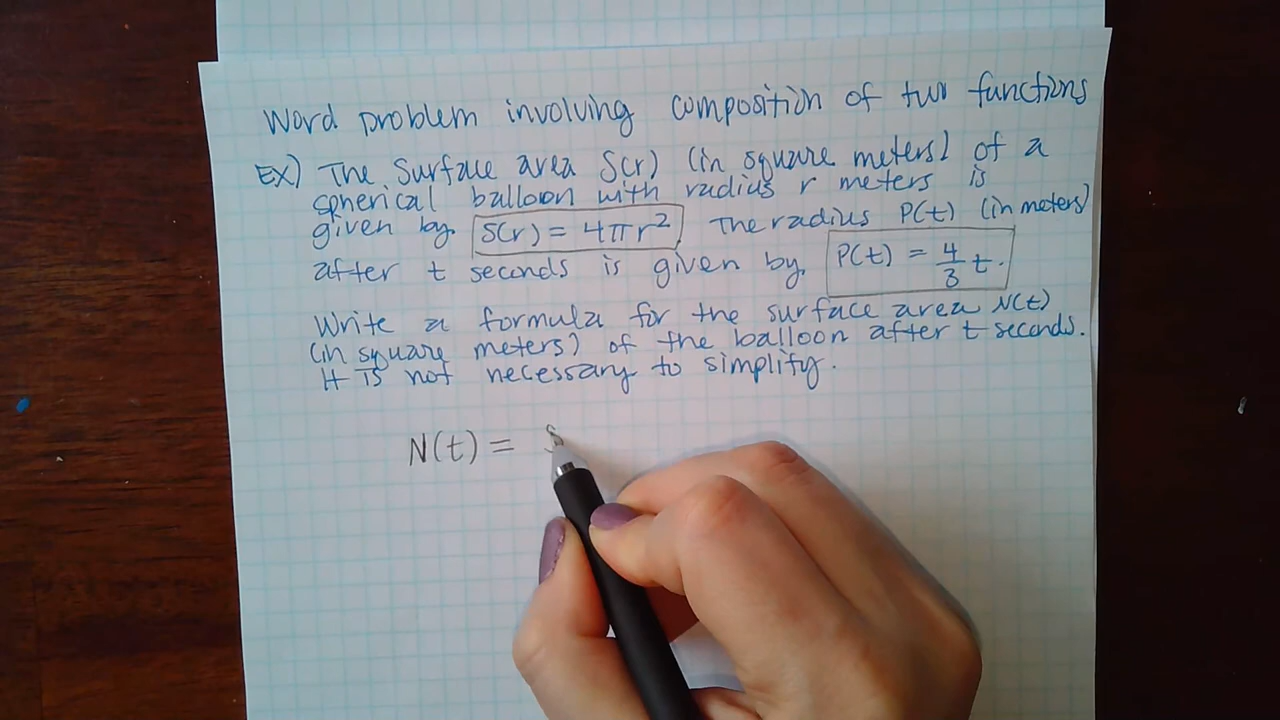 Word problem involving composition of two functions
Ex) The surface area S(r) (in square meters) of a
spherical balloon with radius r meters is
given by S(r) = 4πr². The radius P(t) (in meters)
after t seconds is given by P(t) = 4/3 t.
Write a formula for the surface area N(t)
(in square meters) of the balloon after t seconds.
It is not necessary to simplify.
N(t) = S